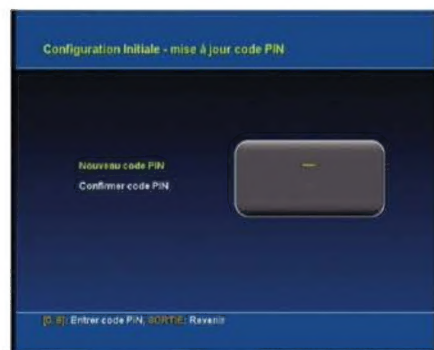 Configuration Initiale - mise à jour code PIN
Nouveau code PIN
Confirmer code PIN
[0..9]: Entrer code PIN, SORTIE: Revenir